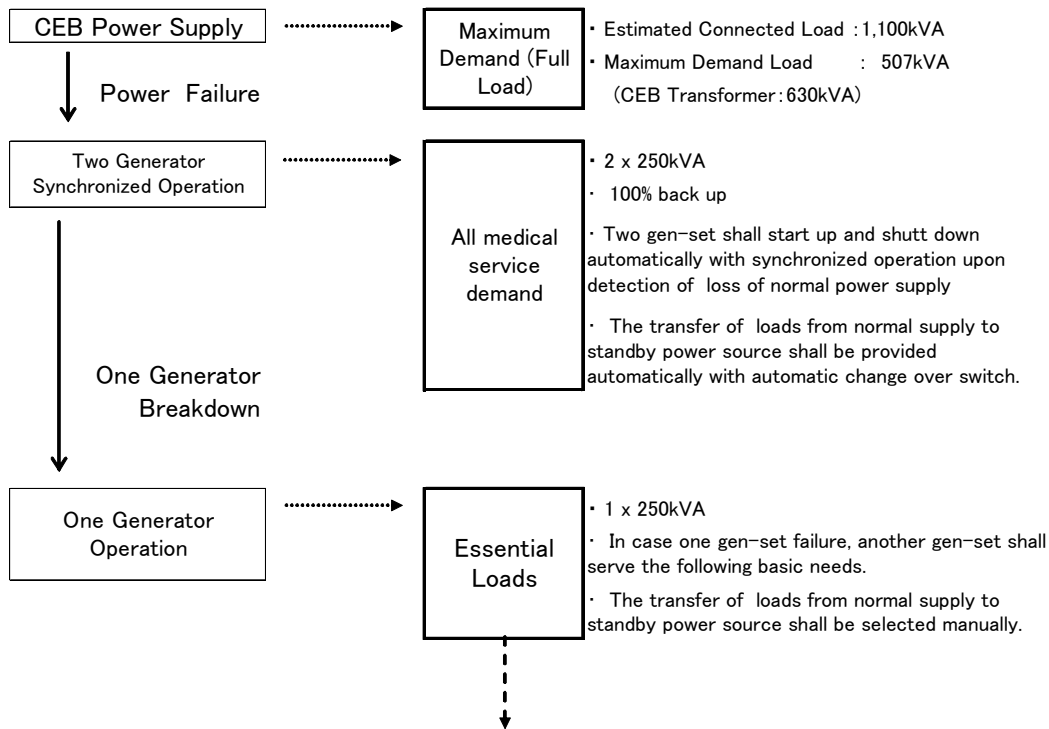 CEB Power Supply
Maximum
Demand (Full
Load)
・ Estimated Connected Load : 1,100kVA
・ Maximum Demand Load : 507kVA
(CEB Transformer: 630kVA)
Power Failure
Two Generator
Synchronized Operation
All medical
service
demand
・ 2 x 250kVA
・ 100% back up
・ Two gen-set shall start up and shutt down
automatically with synchronized operation upon
detection of loss of normal power supply
・ The transfer of loads from normal supply to
standby power source shall be provided
automatically with automatic change over switch.
One Generator
Breakdown
One Generator
Operation
Essential
Loads
・ 1 x 250kVA
・ In case one gen-set failure, another gen-set shall
serve the following basic needs.
・ The transfer of loads from normal supply to
standby power source shall be selected manually.